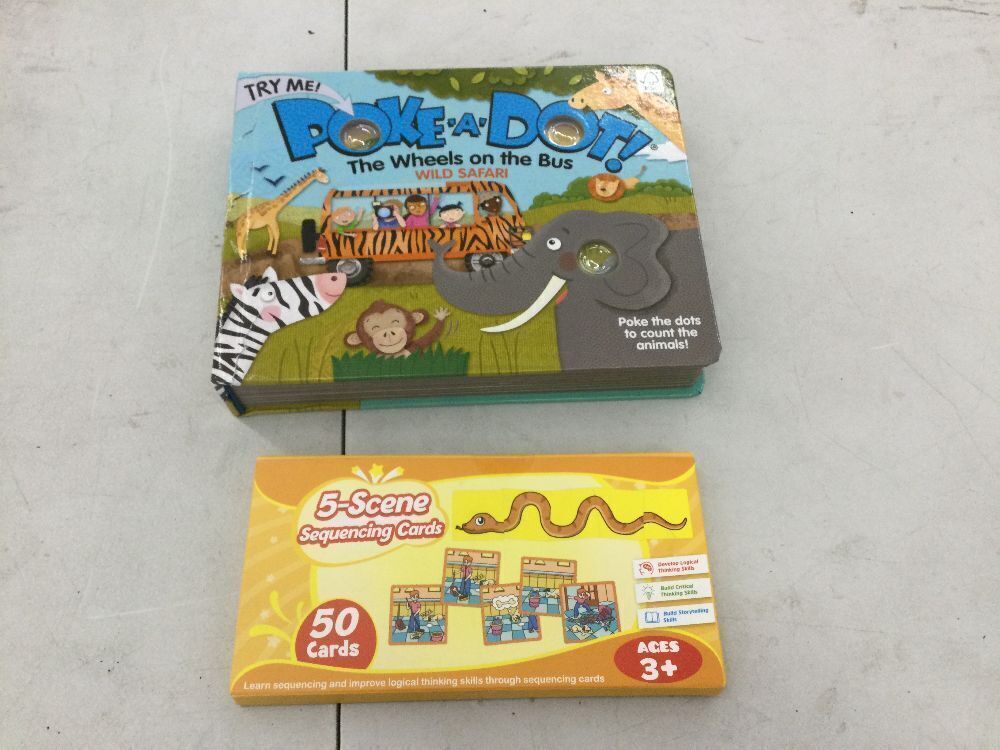 TRY ME!
POKE-A-DOT!®
The Wheels on the Bus
WILD SAFARI
Poke the dots
to count the
animals!
5-Scene
Sequencing Cards
Develop Logical
Thinking Skills
Build Critical
Thinking Skills
Build Storytelling
Skills
50
Cards
AGES
3+
Learn sequencing and improve logical thinking skills through sequencing cards